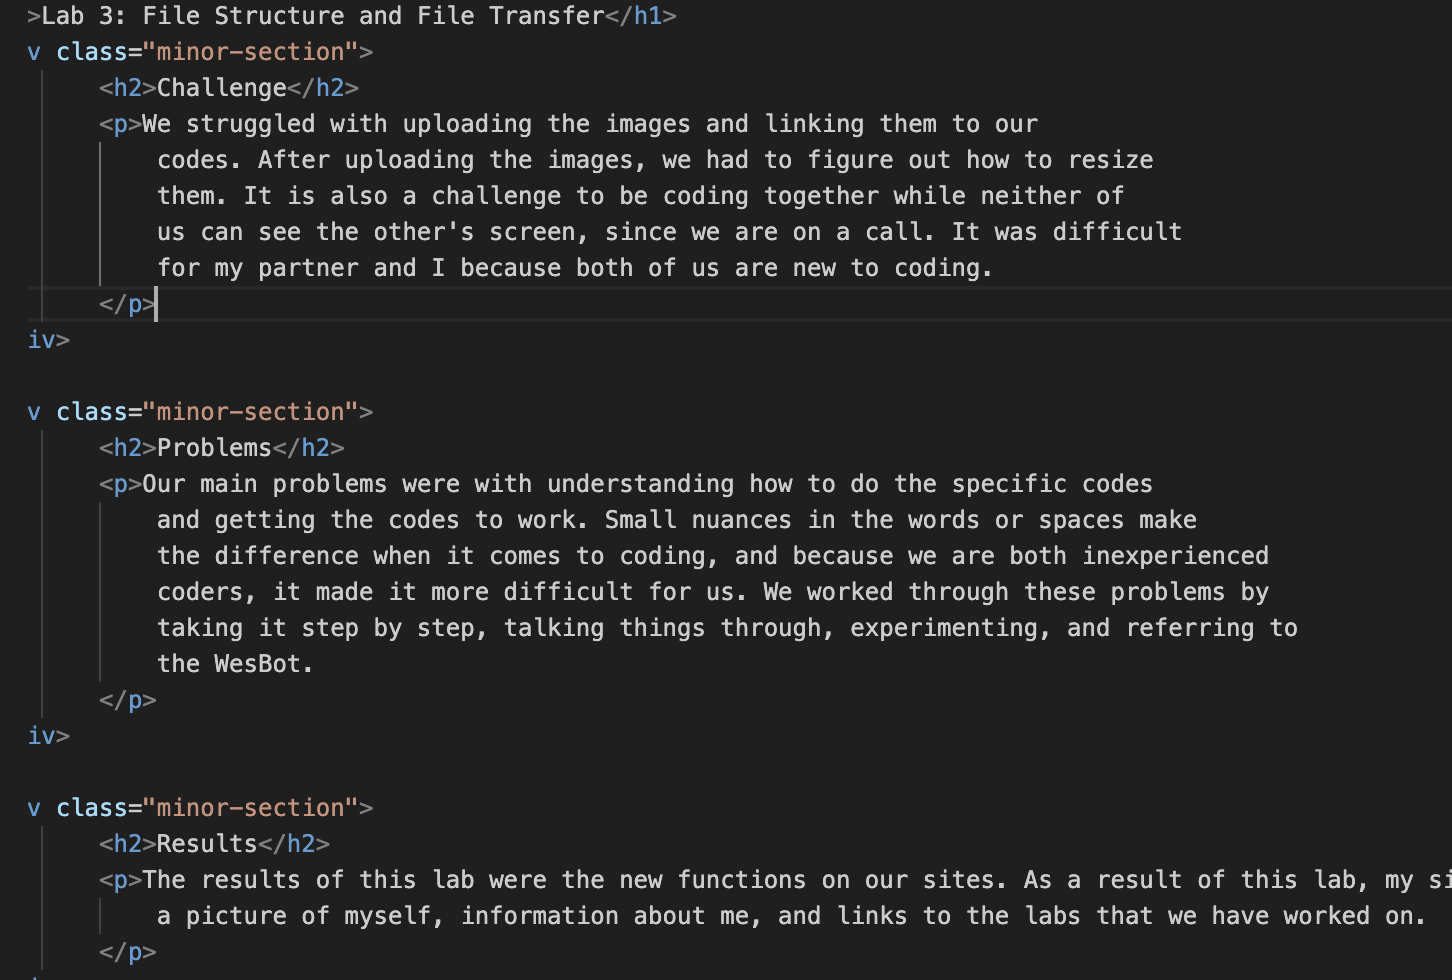 >Lab 3: File Structure and File Transfer</h1>
v class="minor-section">
<h2>Challenge</h2>
<p>We struggled with uploading the images and linking them to our
codes. After uploading the images, we had to figure out how to resize
them. It is also a challenge to be coding together while neither of
us can see the other's screen, since we are on a call. It was difficult
for my partner and I because both of us are new to coding.
</p>
iv>
v class="minor-section">
<h2>Problems</h2>
<p>Our main problems were with understanding how to do the specific codes
and getting the codes to work. Small nuances in the words or spaces make
the difference when it comes to coding, and because we are both inexperienced
coders, it made it more difficult for us. We worked through these problems by
taking it step by step, talking things through, experimenting, and referring to
the WesBot.
</p>
iv>
v class="minor-section">
<h2>Results</h2>
<p>The results of this lab were the new functions on our sites. As a result of this lab, my si
a picture of myself, information about me, and links to the labs that we have worked on.
</p>